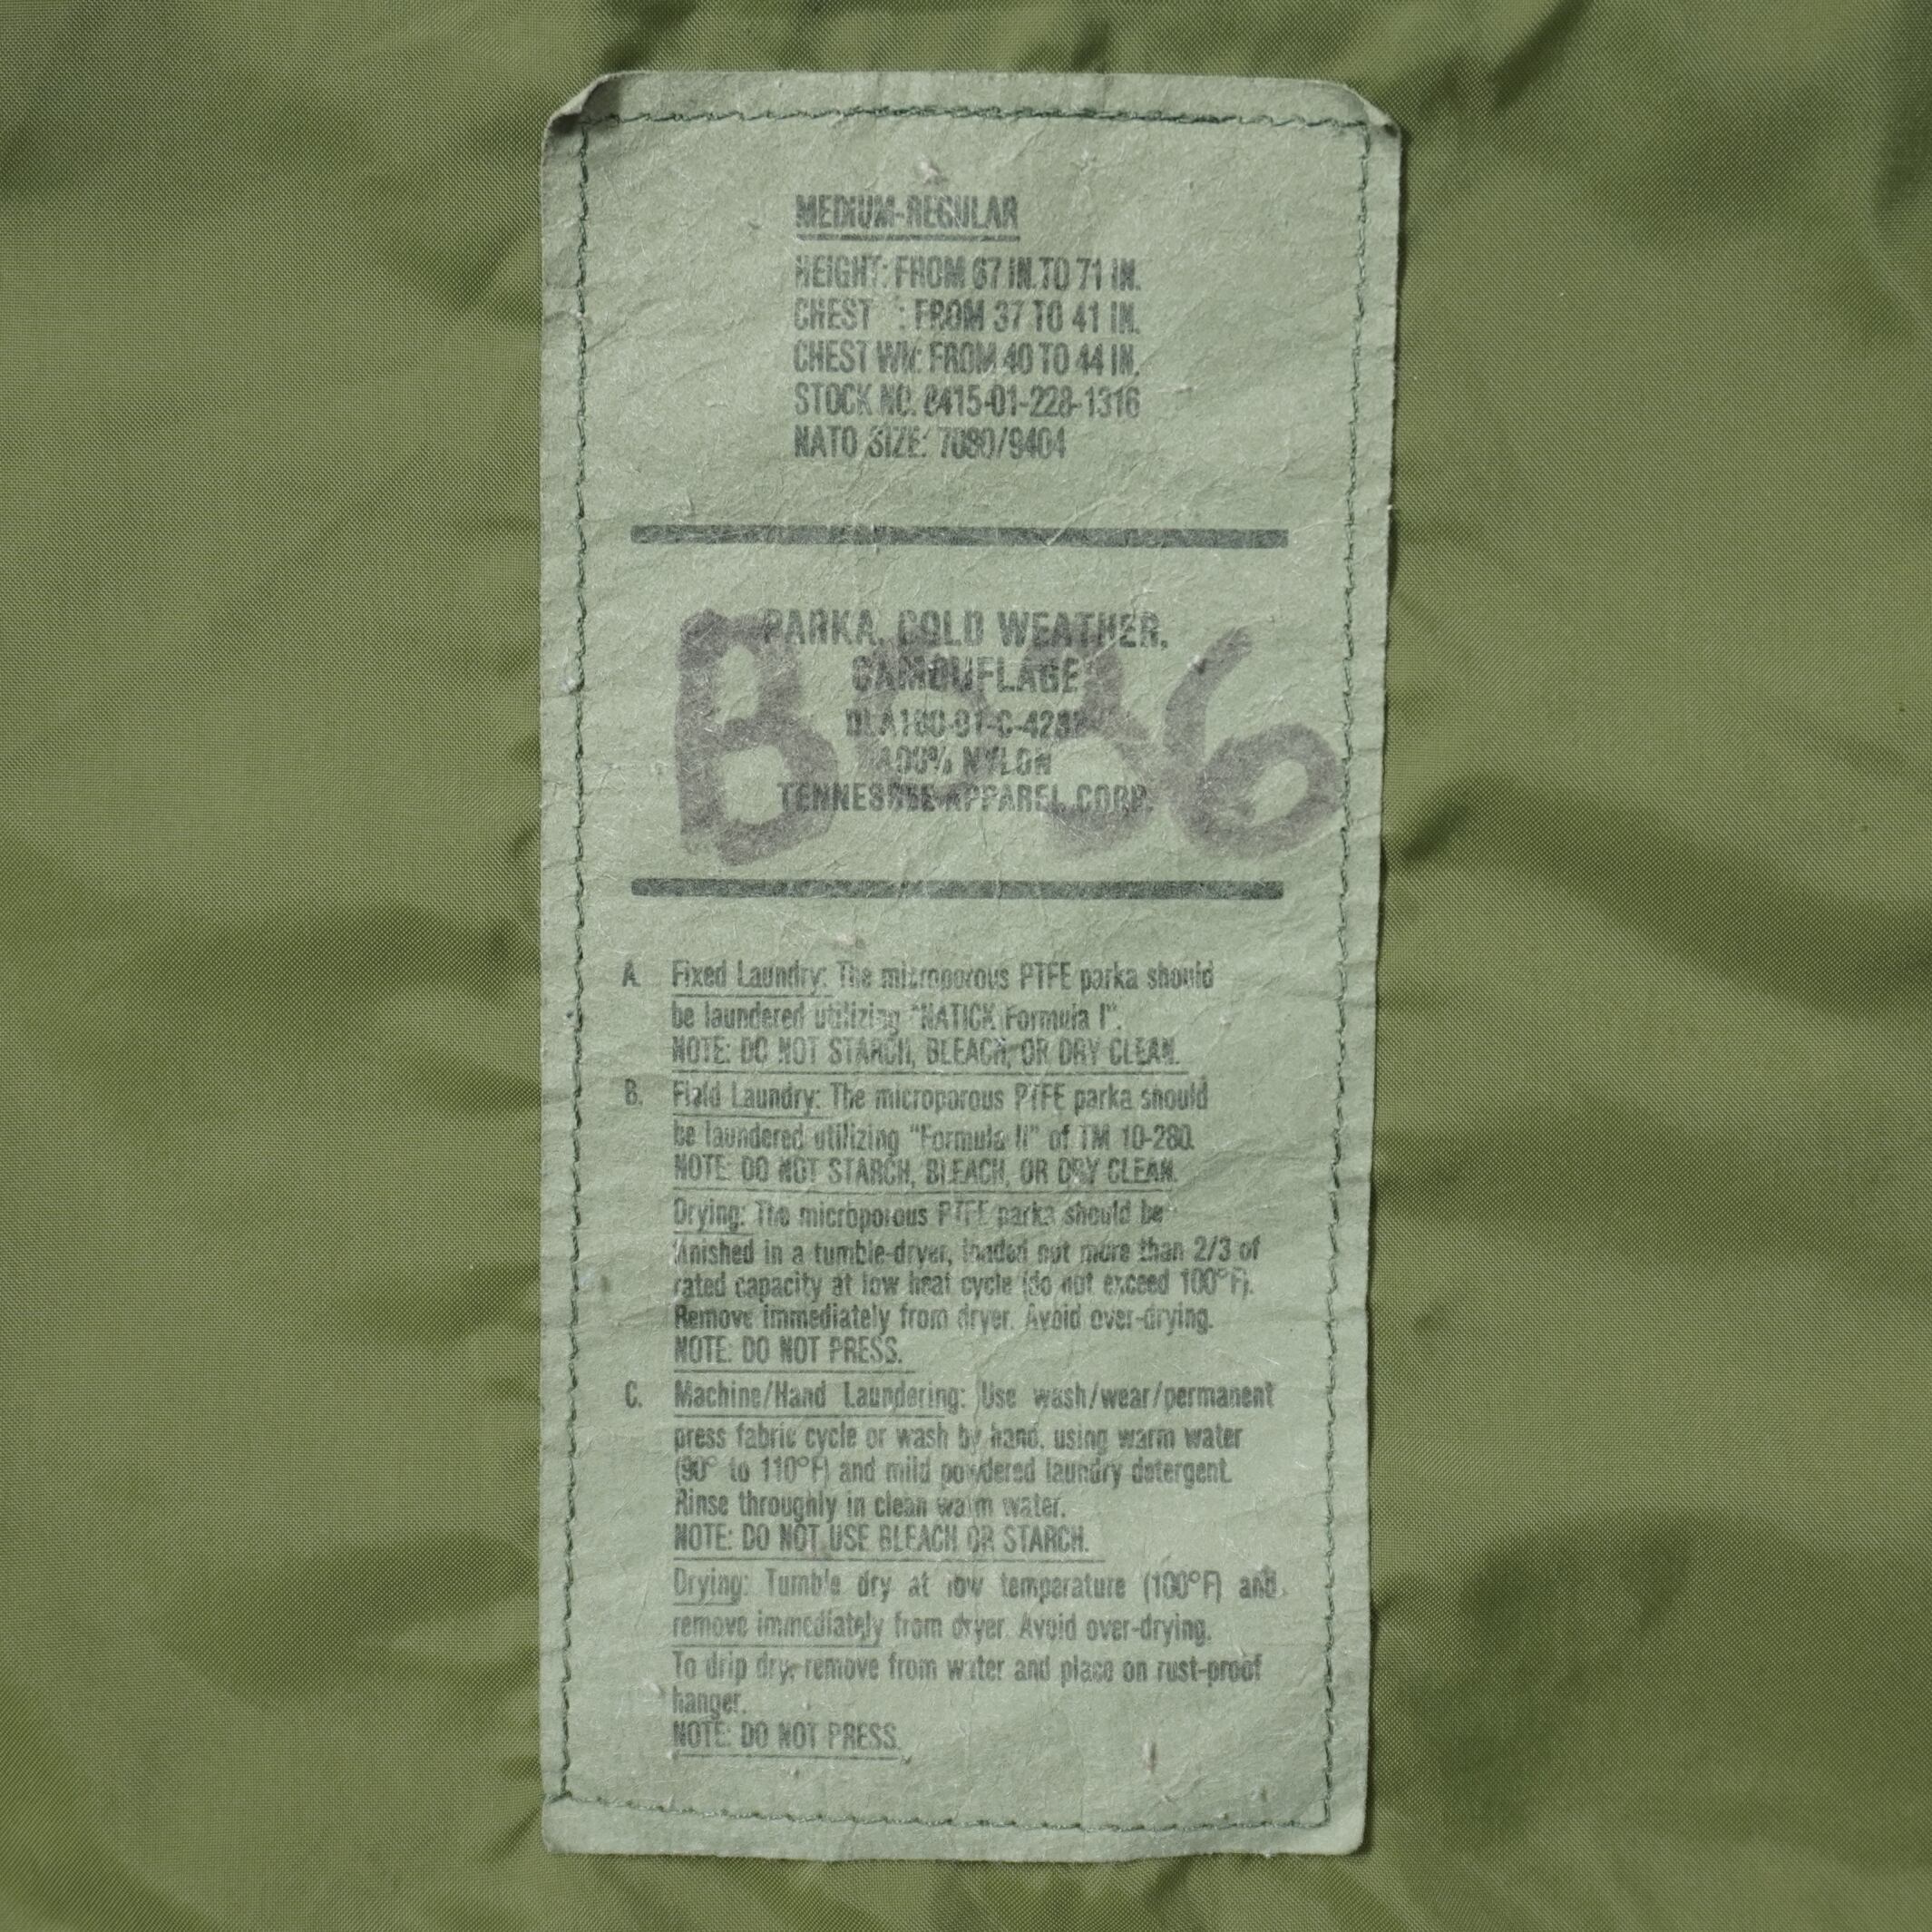 MEDIUM-REGULAR
HEIGHT: FROM 67 IN. TO 71 IN.
CHEST : FROM 37 TO 41 IN.
CHEST WN: FROM 40 TO 44 IN.
STOCK NO. 8415-01-228-1316
NATO SIZE: 7080/9404
PARKA, COLD WEATHER,
CAMOUFLAGE
100% NYLON
TENNESSEE APPAREL CORP.
A. Fixed Laundry: The microporous PTFE parka should
be laundered utilizing "NATICK Formula I".
NOTE: DO NOT STARCH, BLEACH, OR DRY CLEAN.
B. Field Laundry: The microporous PTFE parka should
be laundered utilizing "Formula II" of TM 10-280.
NOTE: DO NOT STARCH, BLEACH, OR DRY CLEAN.
Drying: The microporous PTFE parka should be
finished in a tumble-dryer, loaded not more than 2/3 of
rated capacity at low heat cycle (do not exceed 100°F).
Remove immediately from dryer. Avoid over-drying.
NOTE: DO NOT PRESS.
C. Machine/Hand Laundering: Use wash/wear/permanent
press fabric cycle or wash by hand, using warm water
(90° to 110°F) and mild powdered laundry detergent.
Rinse throughly in clean warm water.
NOTE: DO NOT USE BLEACH OR STARCH.
Drying: Tumble dry at low temperature (100°F) and
remove immediately from dryer. Avoid over-drying.
To drip dry, remove from water and place on rust-proof
hanger.
NOTE: DO NOT PRESS.